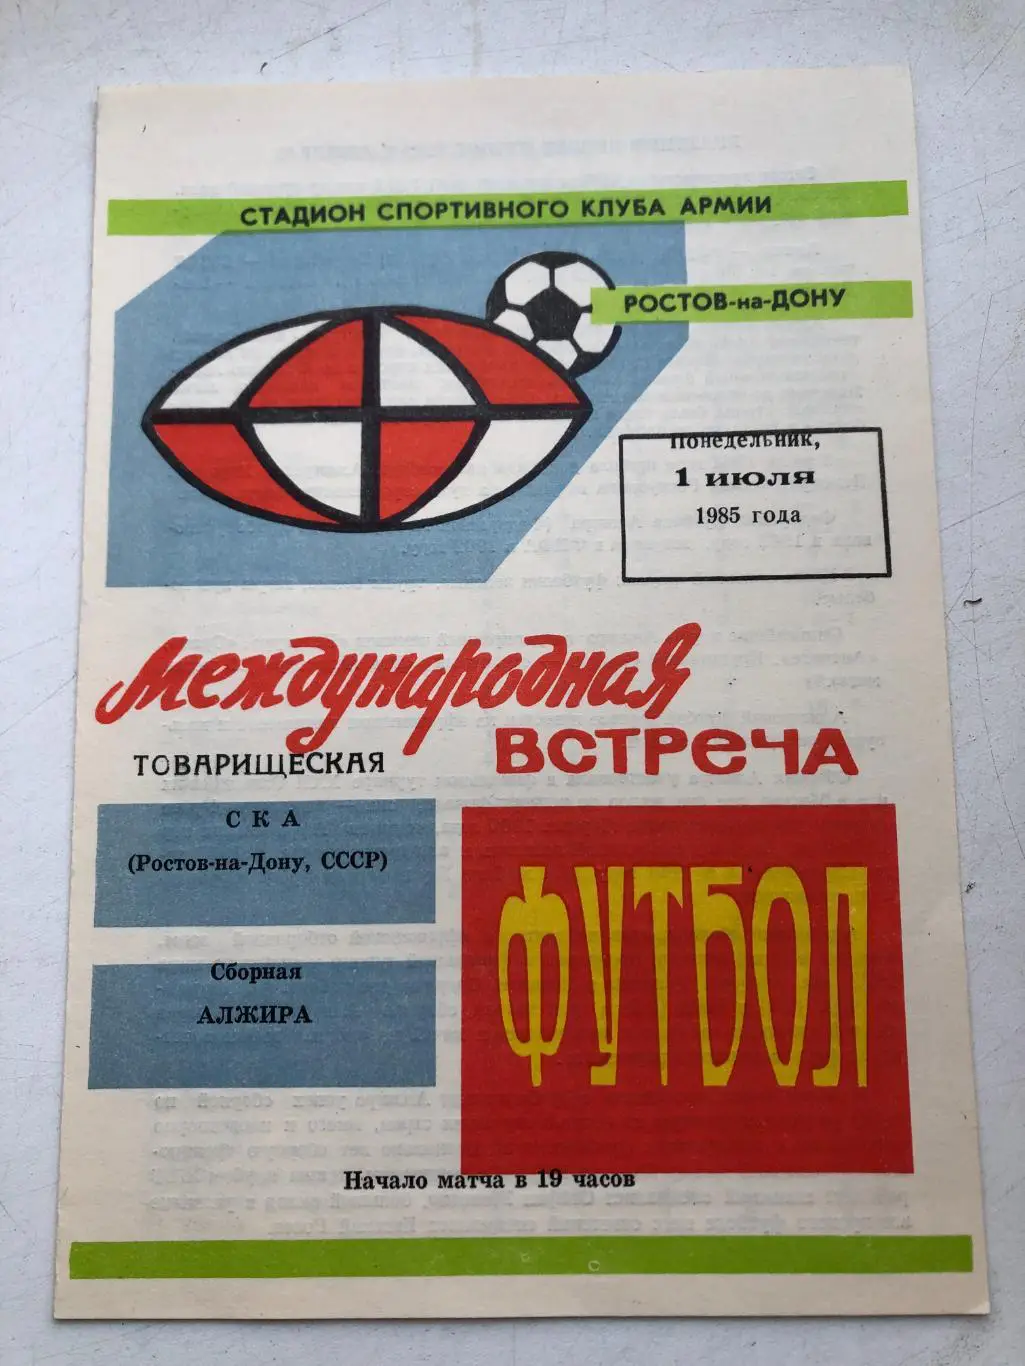 СТАДИОН СПОРТИВНОГО КЛУБА АРМИИ
РОСТОВ-на-ДОНУ
Понедельник,
1 июля
1985 года
Международная
ТОВАРИЩЕСКАЯ
ВСТРЕЧА
СКА
(Ростов-на-Дону, СССР)
Сборная
АЛЖИРА
ФУТБОЛ
Начало матча в 19 часов